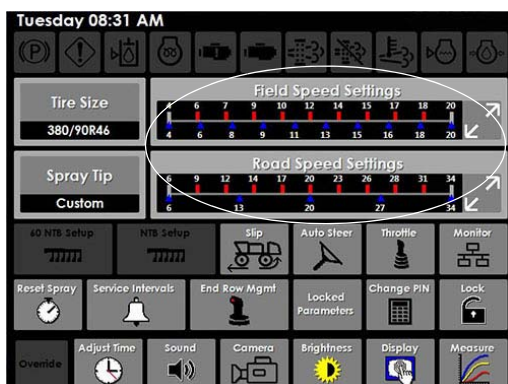 Tuesday 08:31 AM
Tire Size
380/90R46
Field Speed Settings
4 6 7 9 10 12 14 15 17 18 20
4 6 8 9 11 13 15 16 18 20
Spray Tip
Custom
Road Speed Settings
6 9 12 14 17 20 23 26 28 31 34
6 13 20 27 34
60 NTB Setup
NTB Setup
Slip
Auto Steer
Throttle
Monitor
Reset Spray
Service Intervals
End Row Mgmt
Locked
Parameters
Change PIN
Lock
Override
Adjust Time
Sound
Camera
Brightness
Display
Measure